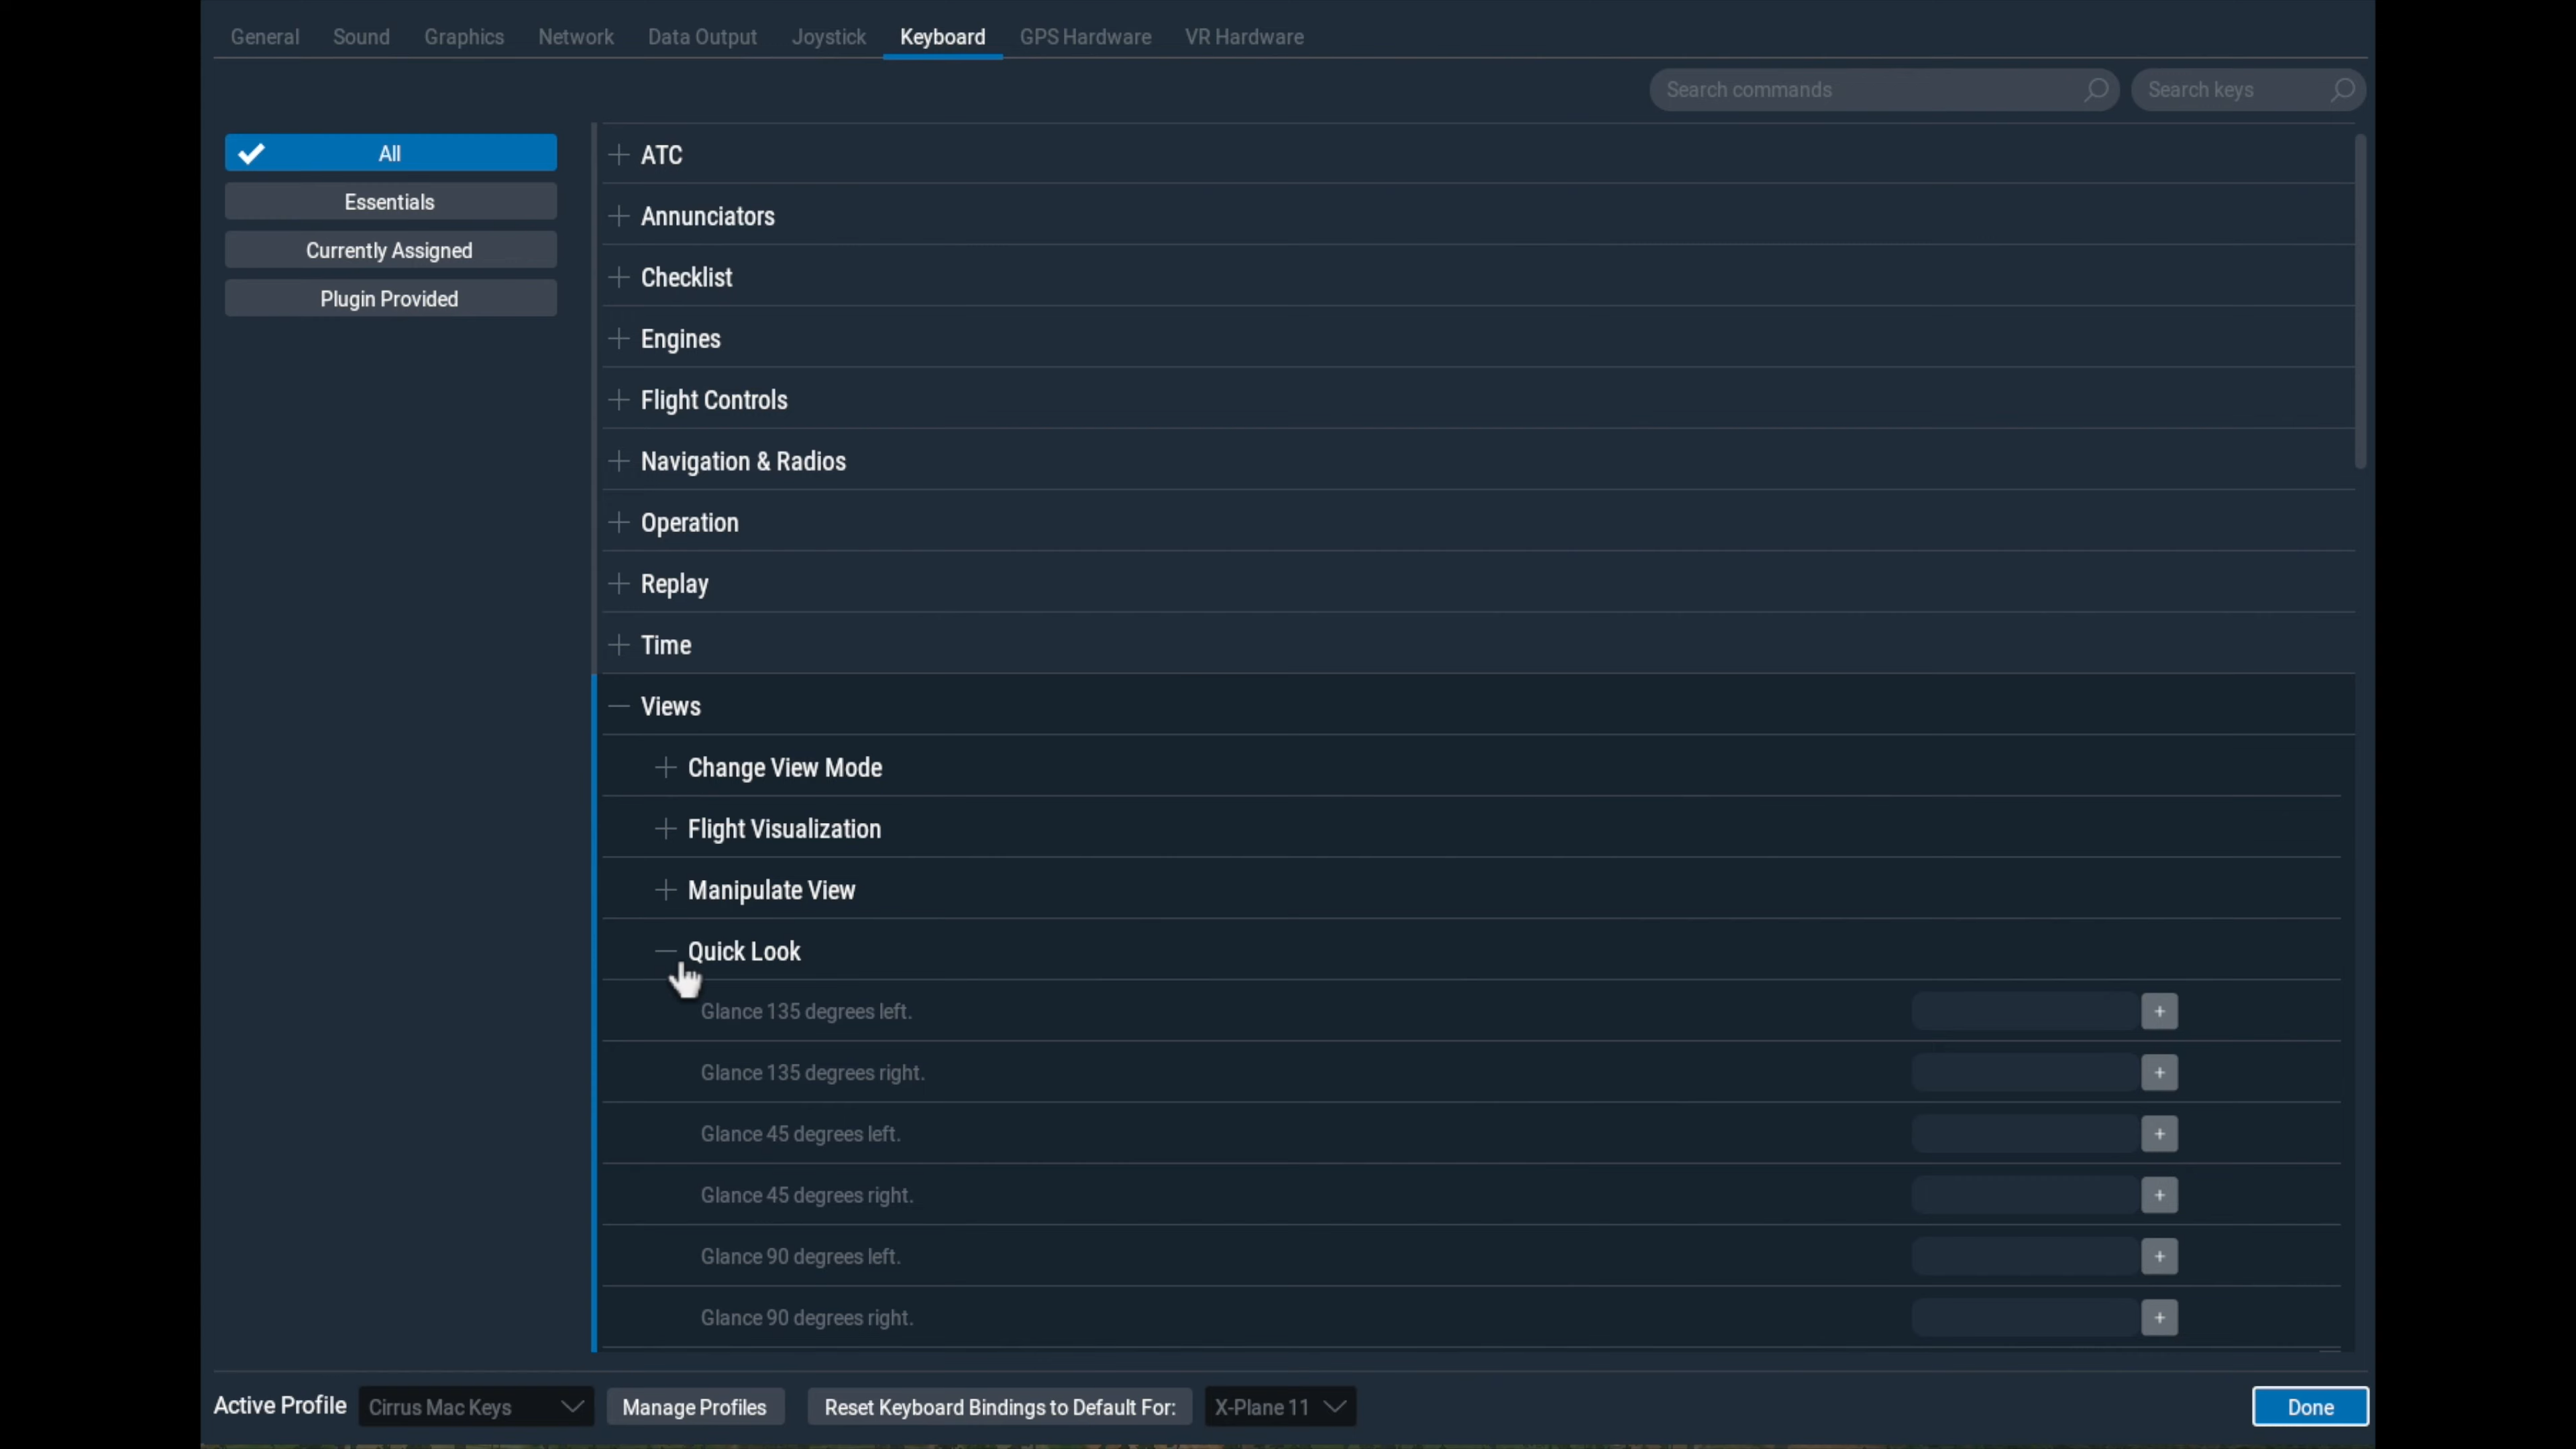 General Sound Graphics Network Data Output Joystick Keyboard GPS Hardware VR Hardware
Search commands Search keys
All
Essentials
Currently Assigned
Plugin Provided
ATC
Annunciators
Checklist
Engines
Flight Controls
Navigation & Radios
Operation
Replay
Time
Views
Change View Mode
Flight Visualization
Manipulate View
Quick Look
Glance 135 degrees left.
Glance 135 degrees right.
Glance 45 degrees left.
Glance 45 degrees right.
Glance 90 degrees left.
Glance 90 degrees right.
Active Profile Cirrus Mac Keys Manage Profiles Reset Keyboard Bindings to Default For: X-Plane 11 Done